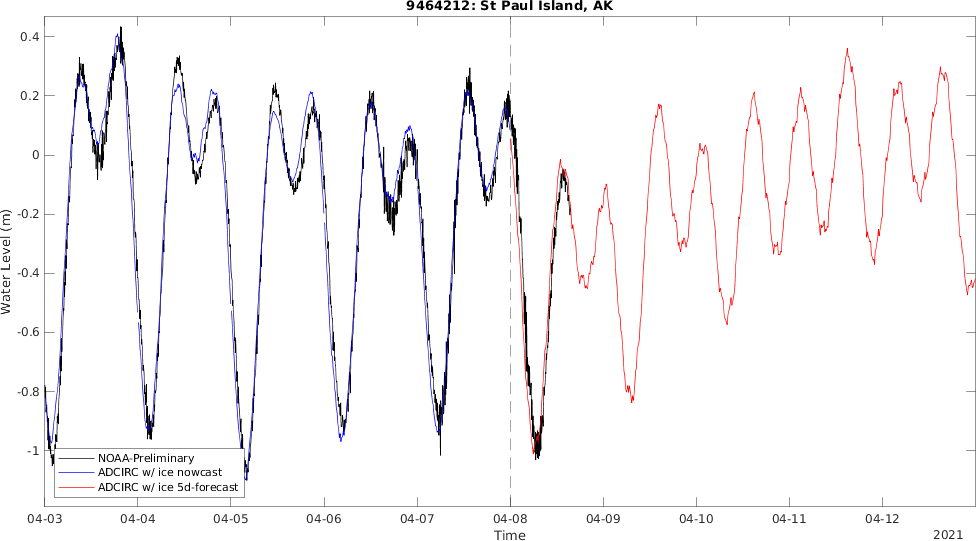 9464212: St Paul Island, AK
Water Level (m)
0.4
0.2
0
-0.2
-0.4
-0.6
-0.8
-1
NOAA-Preliminary
ADCIRC w/ ice nowcast
ADCIRC w/ ice 5d-forecast
04-03 04-04 04-05 04-06 04-07 04-08 04-09 04-10 04-11 04-12
Time
2021